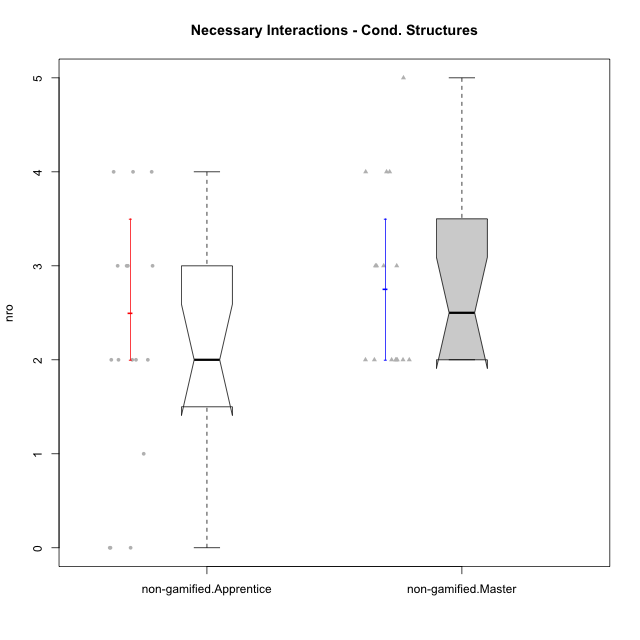 Necessary Interactions - Cond. Structures
5
4
3
2
1
0
nro
non-gamified.Apprentice
non-gamified.Master